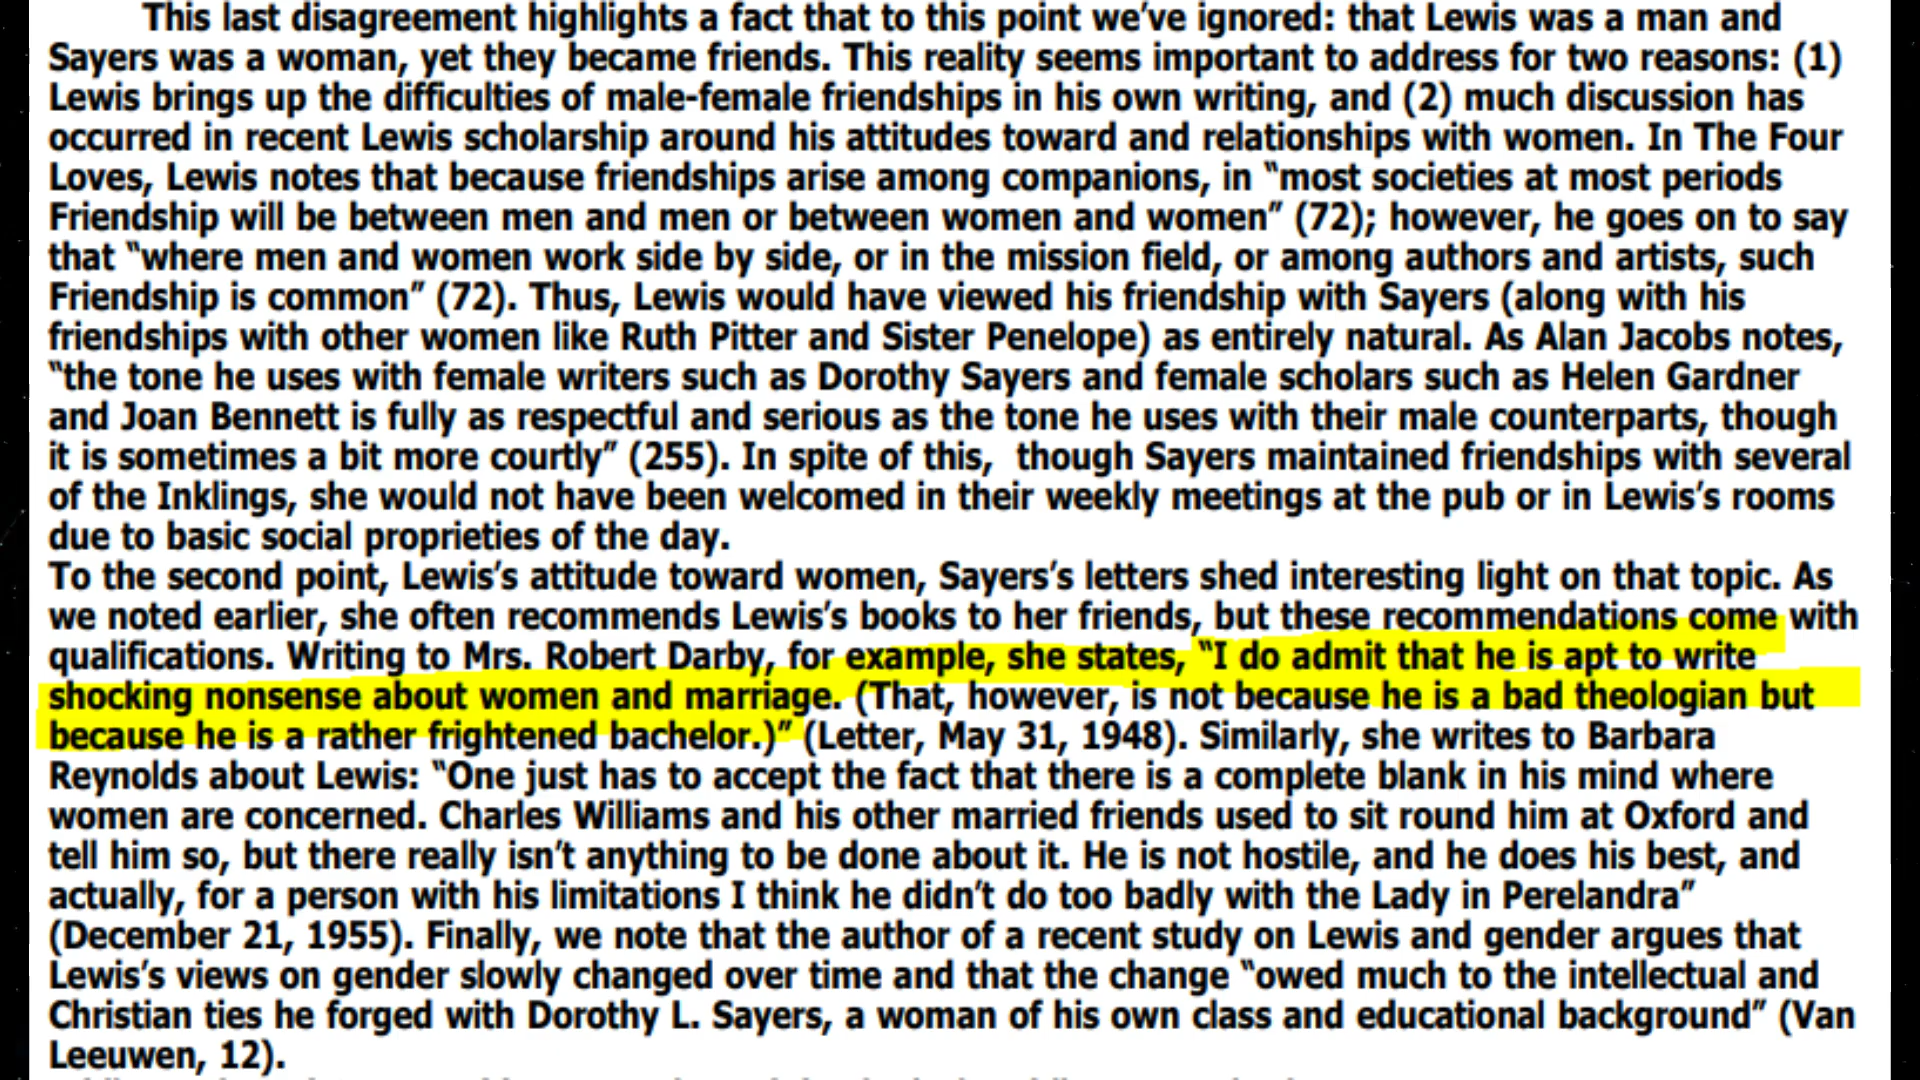 This last disagreement highlights a fact that to this point we've ignored: that Lewis was a man and
Sayers was a woman, yet they became friends. This reality seems important to address for two reasons: (1)
Lewis brings up the difficulties of male-female friendships in his own writing, and (2) much discussion has
occurred in recent Lewis scholarship around his attitudes toward and relationships with women. In The Four
Loves, Lewis notes that because friendships arise among companions, in “most societies at most periods
Friendship will be between men and men or between women and women” (72); however, he goes on to say
that “where men and women work side by side, or in the mission field, or among authors and artists, such
Friendship is common” (72). Thus, Lewis would have viewed his friendship with Sayers (along with his
friendships with other women like Ruth Pitter and Sister Penelope) as entirely natural. As Alan Jacobs notes,
“the tone he uses with female writers such as Dorothy Sayers and female scholars such as Helen Gardner
and Joan Bennett is fully as respectful and serious as the tone he uses with their male counterparts, though
it is sometimes a bit more courtly” (255). In spite of this, though Sayers maintained friendships with several
of the Inklings, she would not have been welcomed in their weekly meetings at the pub or in Lewis's rooms
due to basic social proprieties of the day.
To the second point, Lewis's attitude toward women, Sayers's letters shed interesting light on that topic. As
we noted earlier, she often recommends Lewis's books to her friends, but these recommendations come with
qualifications. Writing to Mrs. Robert Darby, for example, she states, “I do admit that he is apt to write
shocking nonsense about women and marriage. (That, however, is not because he is a bad theologian but
because he is a rather frightened bachelor.)” (Letter, May 31, 1948). Similarly, she writes to Barbara
Reynolds about Lewis: “One just has to accept the fact that there is a complete blank in his mind where
women are concerned. Charles Williams and his other married friends used to sit round him at Oxford and
tell him so, but there really isn't anything to be done about it. He is not hostile, and he does his best, and
actually, for a person with his limitations I think he didn't do too badly with the Lady in Perelandra”
(December 21, 1955). Finally, we note that the author of a recent study on Lewis and gender argues that
Lewis's views on gender slowly changed over time and that the change “owed much to the intellectual and
Christian ties he forged with Dorothy L. Sayers, a woman of his own class and educational background” (Van
Leeuwen, 12).